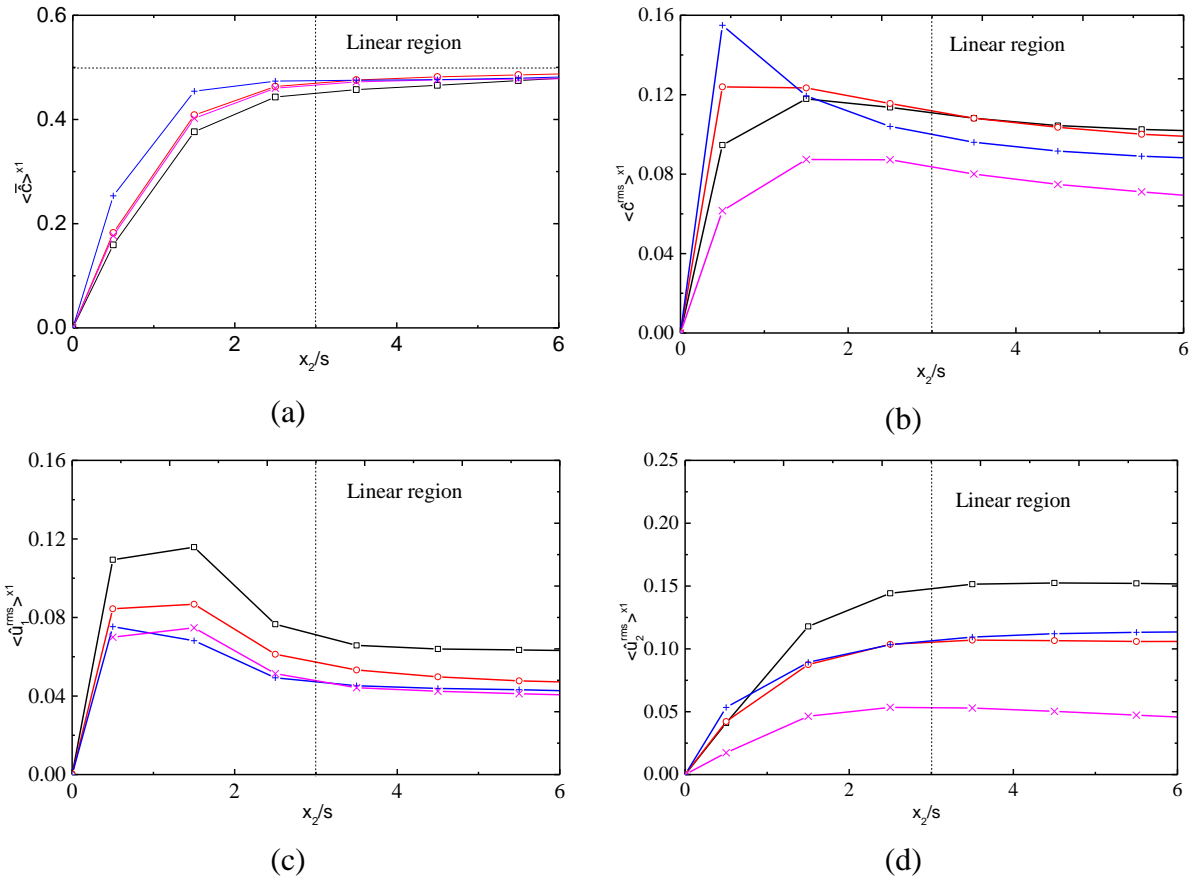 0.6
0.4
0.2
0.0
0 2 4 6
Linear region
<c̄̂>x1
x2/s
(a)
0.16
0.12
0.08
0.04
0.00
0 1 2 3 4 5 6
Linear region
<ĉrms>x1
x2/s
(b)
0.16
0.12
0.08
0.04
0.00
0 2 4 6
Linear region
<û1rms>x1
x2/s
(c)
0.25
0.20
0.15
0.10
0.05
0.00
0 2 4 6
Linear region
<û2rms>x1
x2/s
(d)